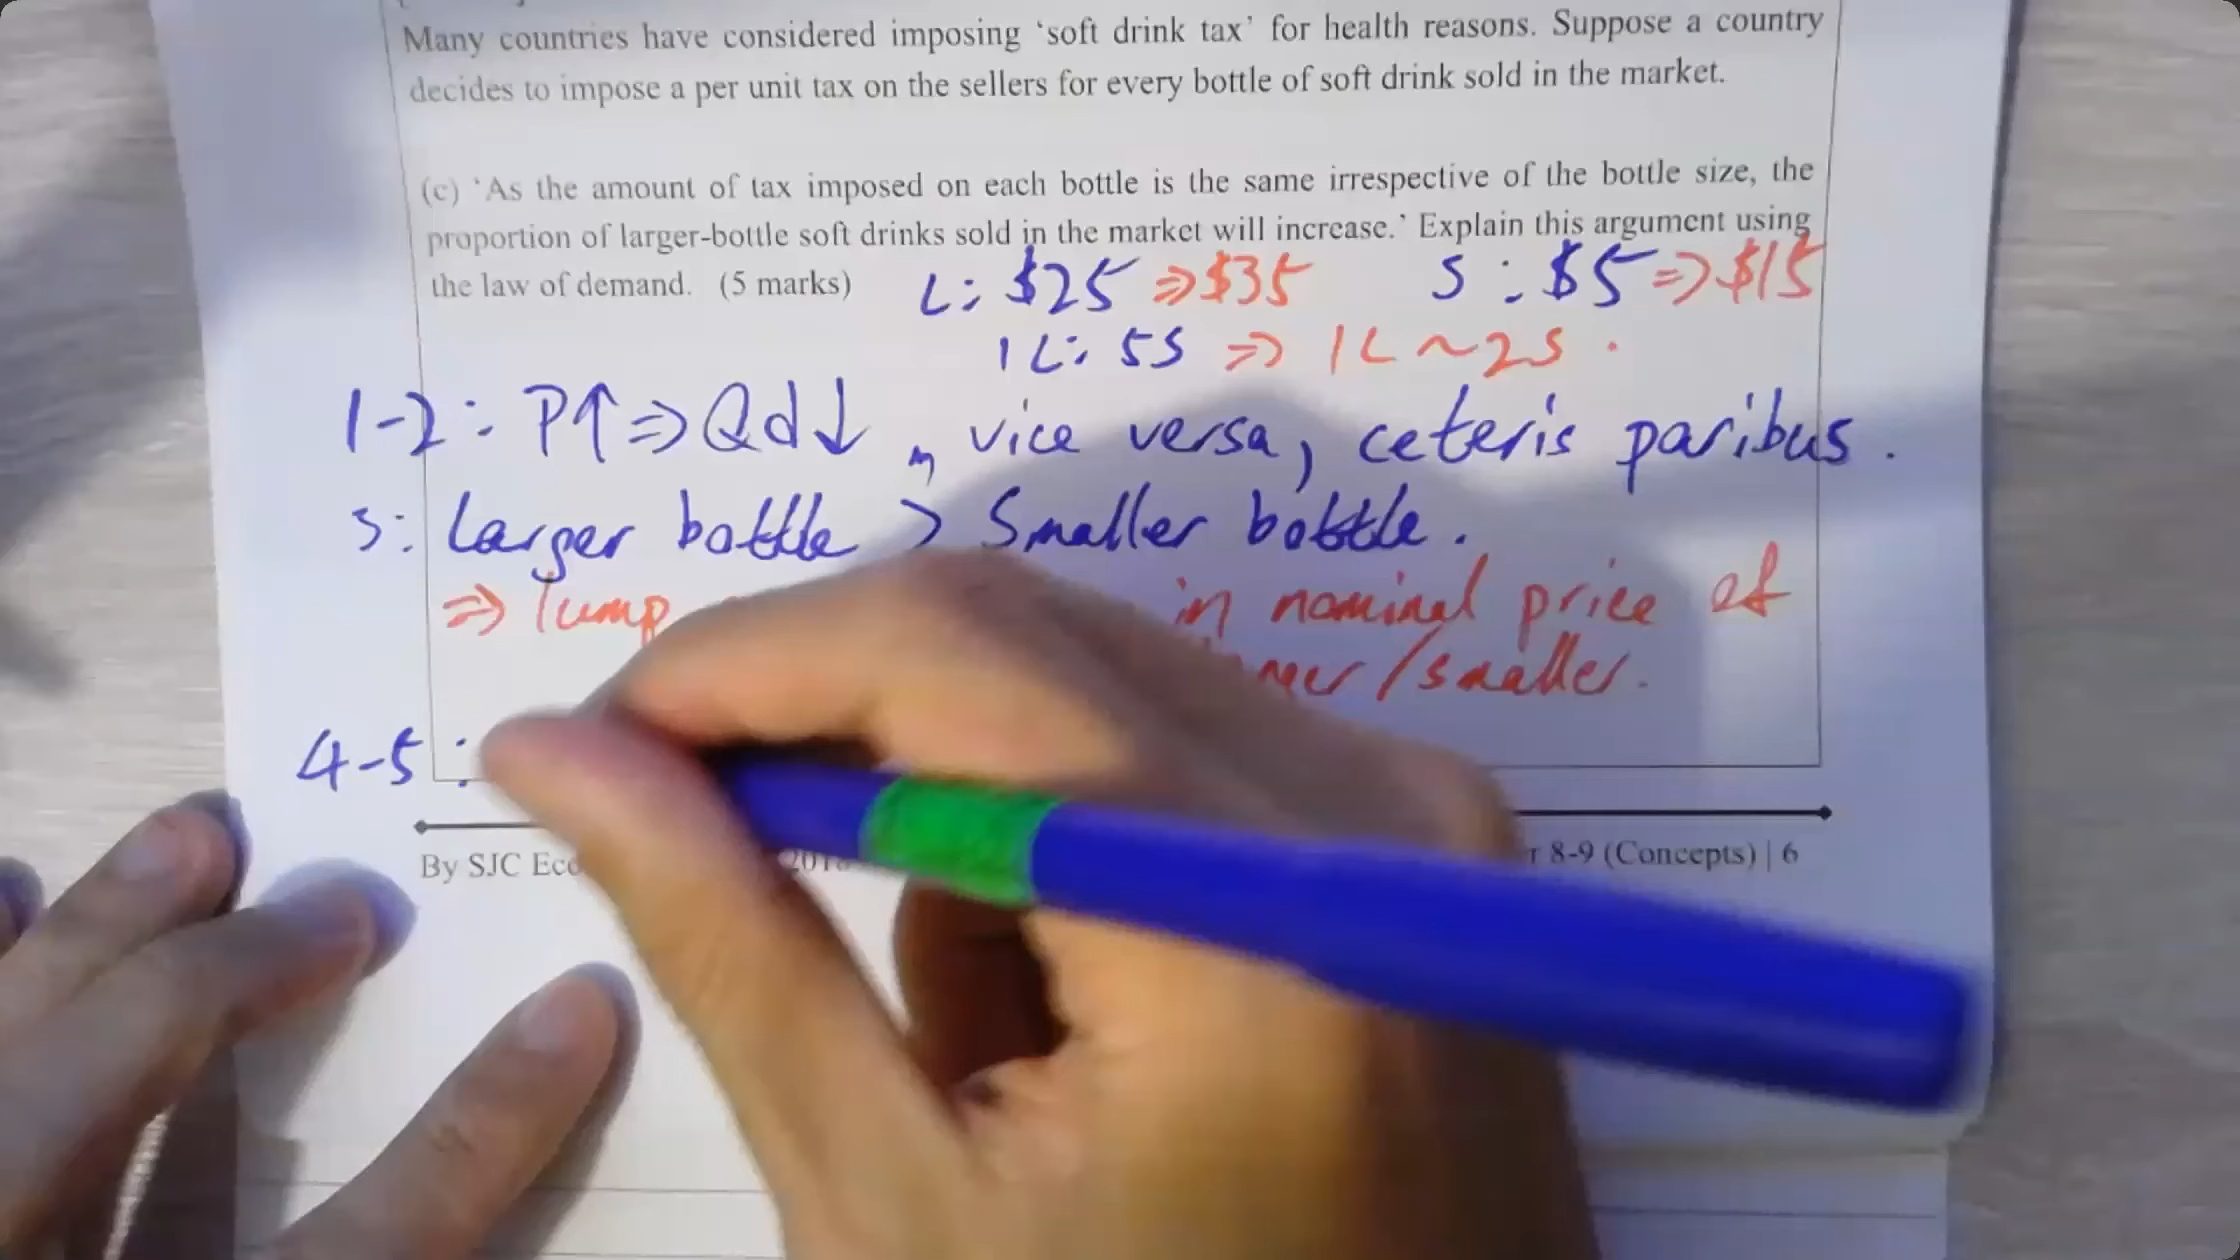 Many countries have considered imposing ‘soft drink tax’ for health reasons. Suppose a country
decides to impose a per unit tax on the sellers for every bottle of soft drink sold in the market.
(c) ‘As the amount of tax imposed on each bottle is the same irrespective of the bottle size, the
proportion of larger-bottle soft drinks sold in the market will increase.’ Explain this argument using
the law of demand. (5 marks)
L: $25 ⇒ $35 S: $5 ⇒ $15
1L: 5S ⇒ 1L ~ 2S.
1-2: P↑ ⇒ Qd↓, vice versa, ceteris paribus.
3: Larger bottle > Smaller bottle.
⇒ lump in nominal price of
/smaller.
4-5:
By SJC 8-9 (Concepts) | 6